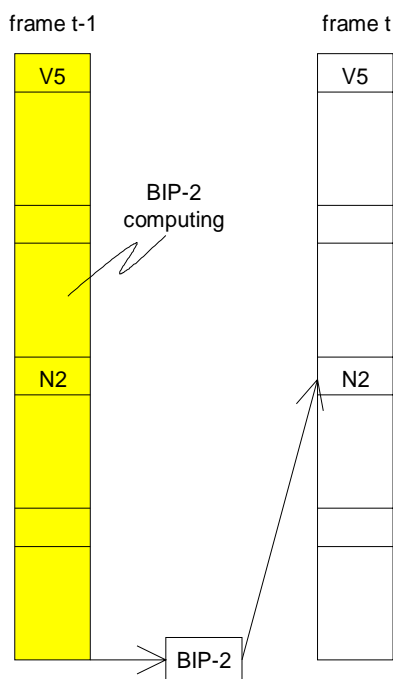 frame t-1
frame t
V5
V5
BIP-2
computing
N2
N2
BIP-2